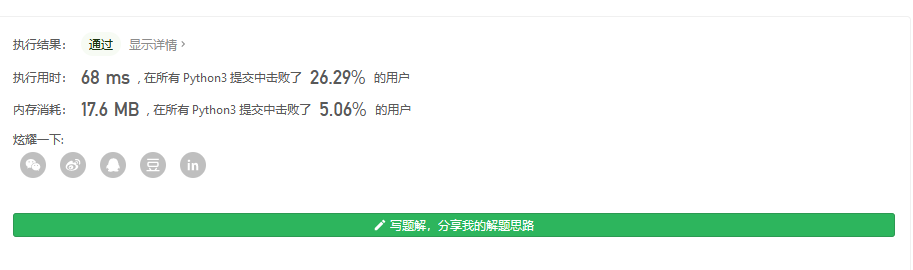 执行结果： 通过 显示详情 ›
执行用时： 68 ms ，在所有 Python3 提交中击败了 26.29% 的用户
内存消耗： 17.6 MB ，在所有 Python3 提交中击败了 5.06% 的用户
炫耀一下:
豆 in
写题解，分享我的解题思路